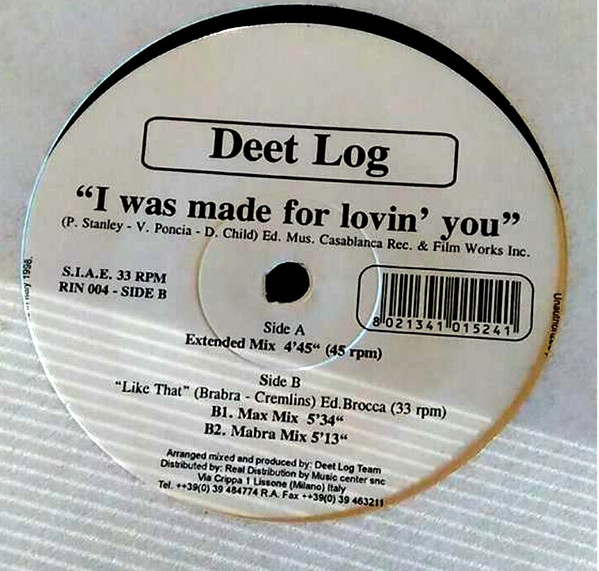 Deet Log
“I was made for lovin’ you”
(P. Stanley - V. Poncia - D. Child) Ed. Mus. Casablanca Rec. & Film Works Inc.
S.I.A.E. 33 RPM
RIN 004 - SIDE B
8 021341 015241
Side A
Extended Mix 4'45“ (45 rpm)
Side B
“Like That” (Brabra - Cremlins) Ed.Brocca (33 rpm)
B1. Max Mix 5'34“
B2. Mabra Mix 5'13“
Arranged mixed and produced by: Deet Log Team
Distributed by: Real Distribution by Music center snc
Via Crippa 1 Lissone (Milano) Italy
Tel. ++39(0) 39 484774 R.A. Fax ++39(0) 39 463211
1998.